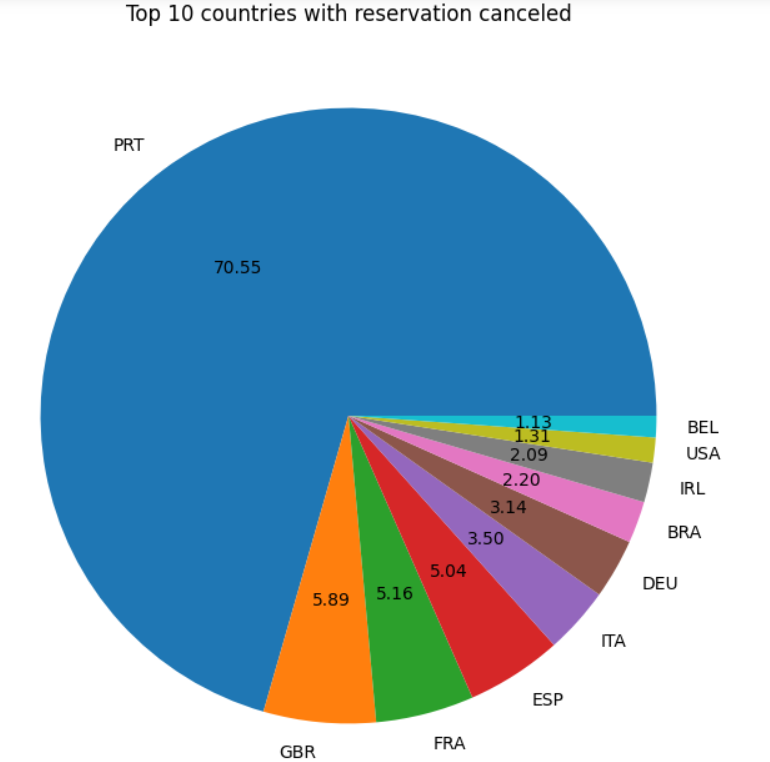 Top 10 countries with reservation canceled
PRT
70.55
1.13
BEL
1.31
USA
2.09
IRL
2.20
BRA
3.14
DEU
3.50
ITA
5.04
ESP
5.16
FRA
5.89
GBR